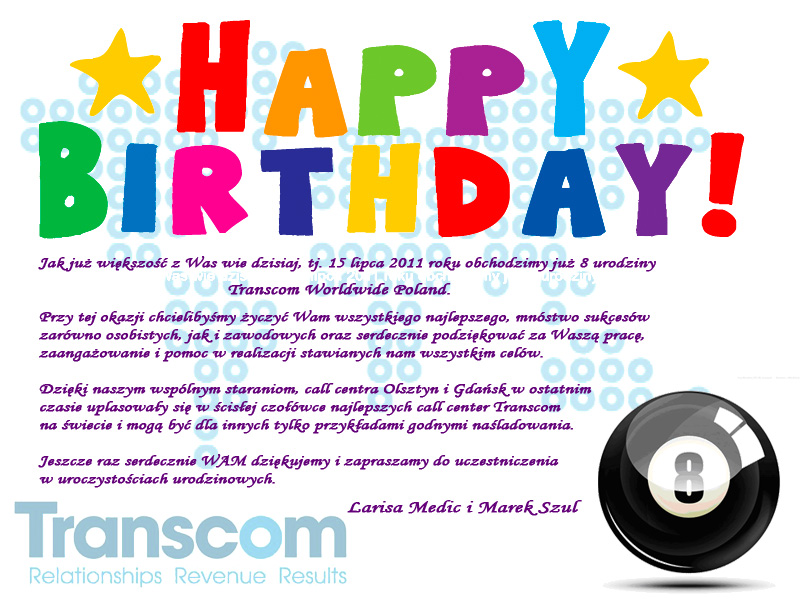 HAPPY
BIRTHDAY!
Jak już większość z Was wie dzisiaj, tj. 15 lipca 2011 roku obchodzimy już 8 urodziny
Transcom Worldwide Poland.
Przy tej okazji chcielibyśmy życzyć Wam wszystkiego najlepszego, mnóstwo sukcesów
zarówno osobistych, jak i zawodowych oraz serdecznie podziękować za Waszą pracę,
zaangażowanie i pomoc w realizacji stawianych nam wszystkim celów.
Dzięki naszym wspólnym staraniom, call centra Olsztyn i Gdańsk w ostatnim
czasie uplasowały się w ścisłej czołówce najlepszych call center Transcom
na świecie i mogą być dla innych tylko przykładami godnymi naśladowania.
Jeszcze raz serdecznie WAM dziękujemy i zapraszamy do uczestniczenia
w uroczystościach urodzinowych.
Larisa Medic i Marek Szul
8
Transcom
Relationships Revenue Results